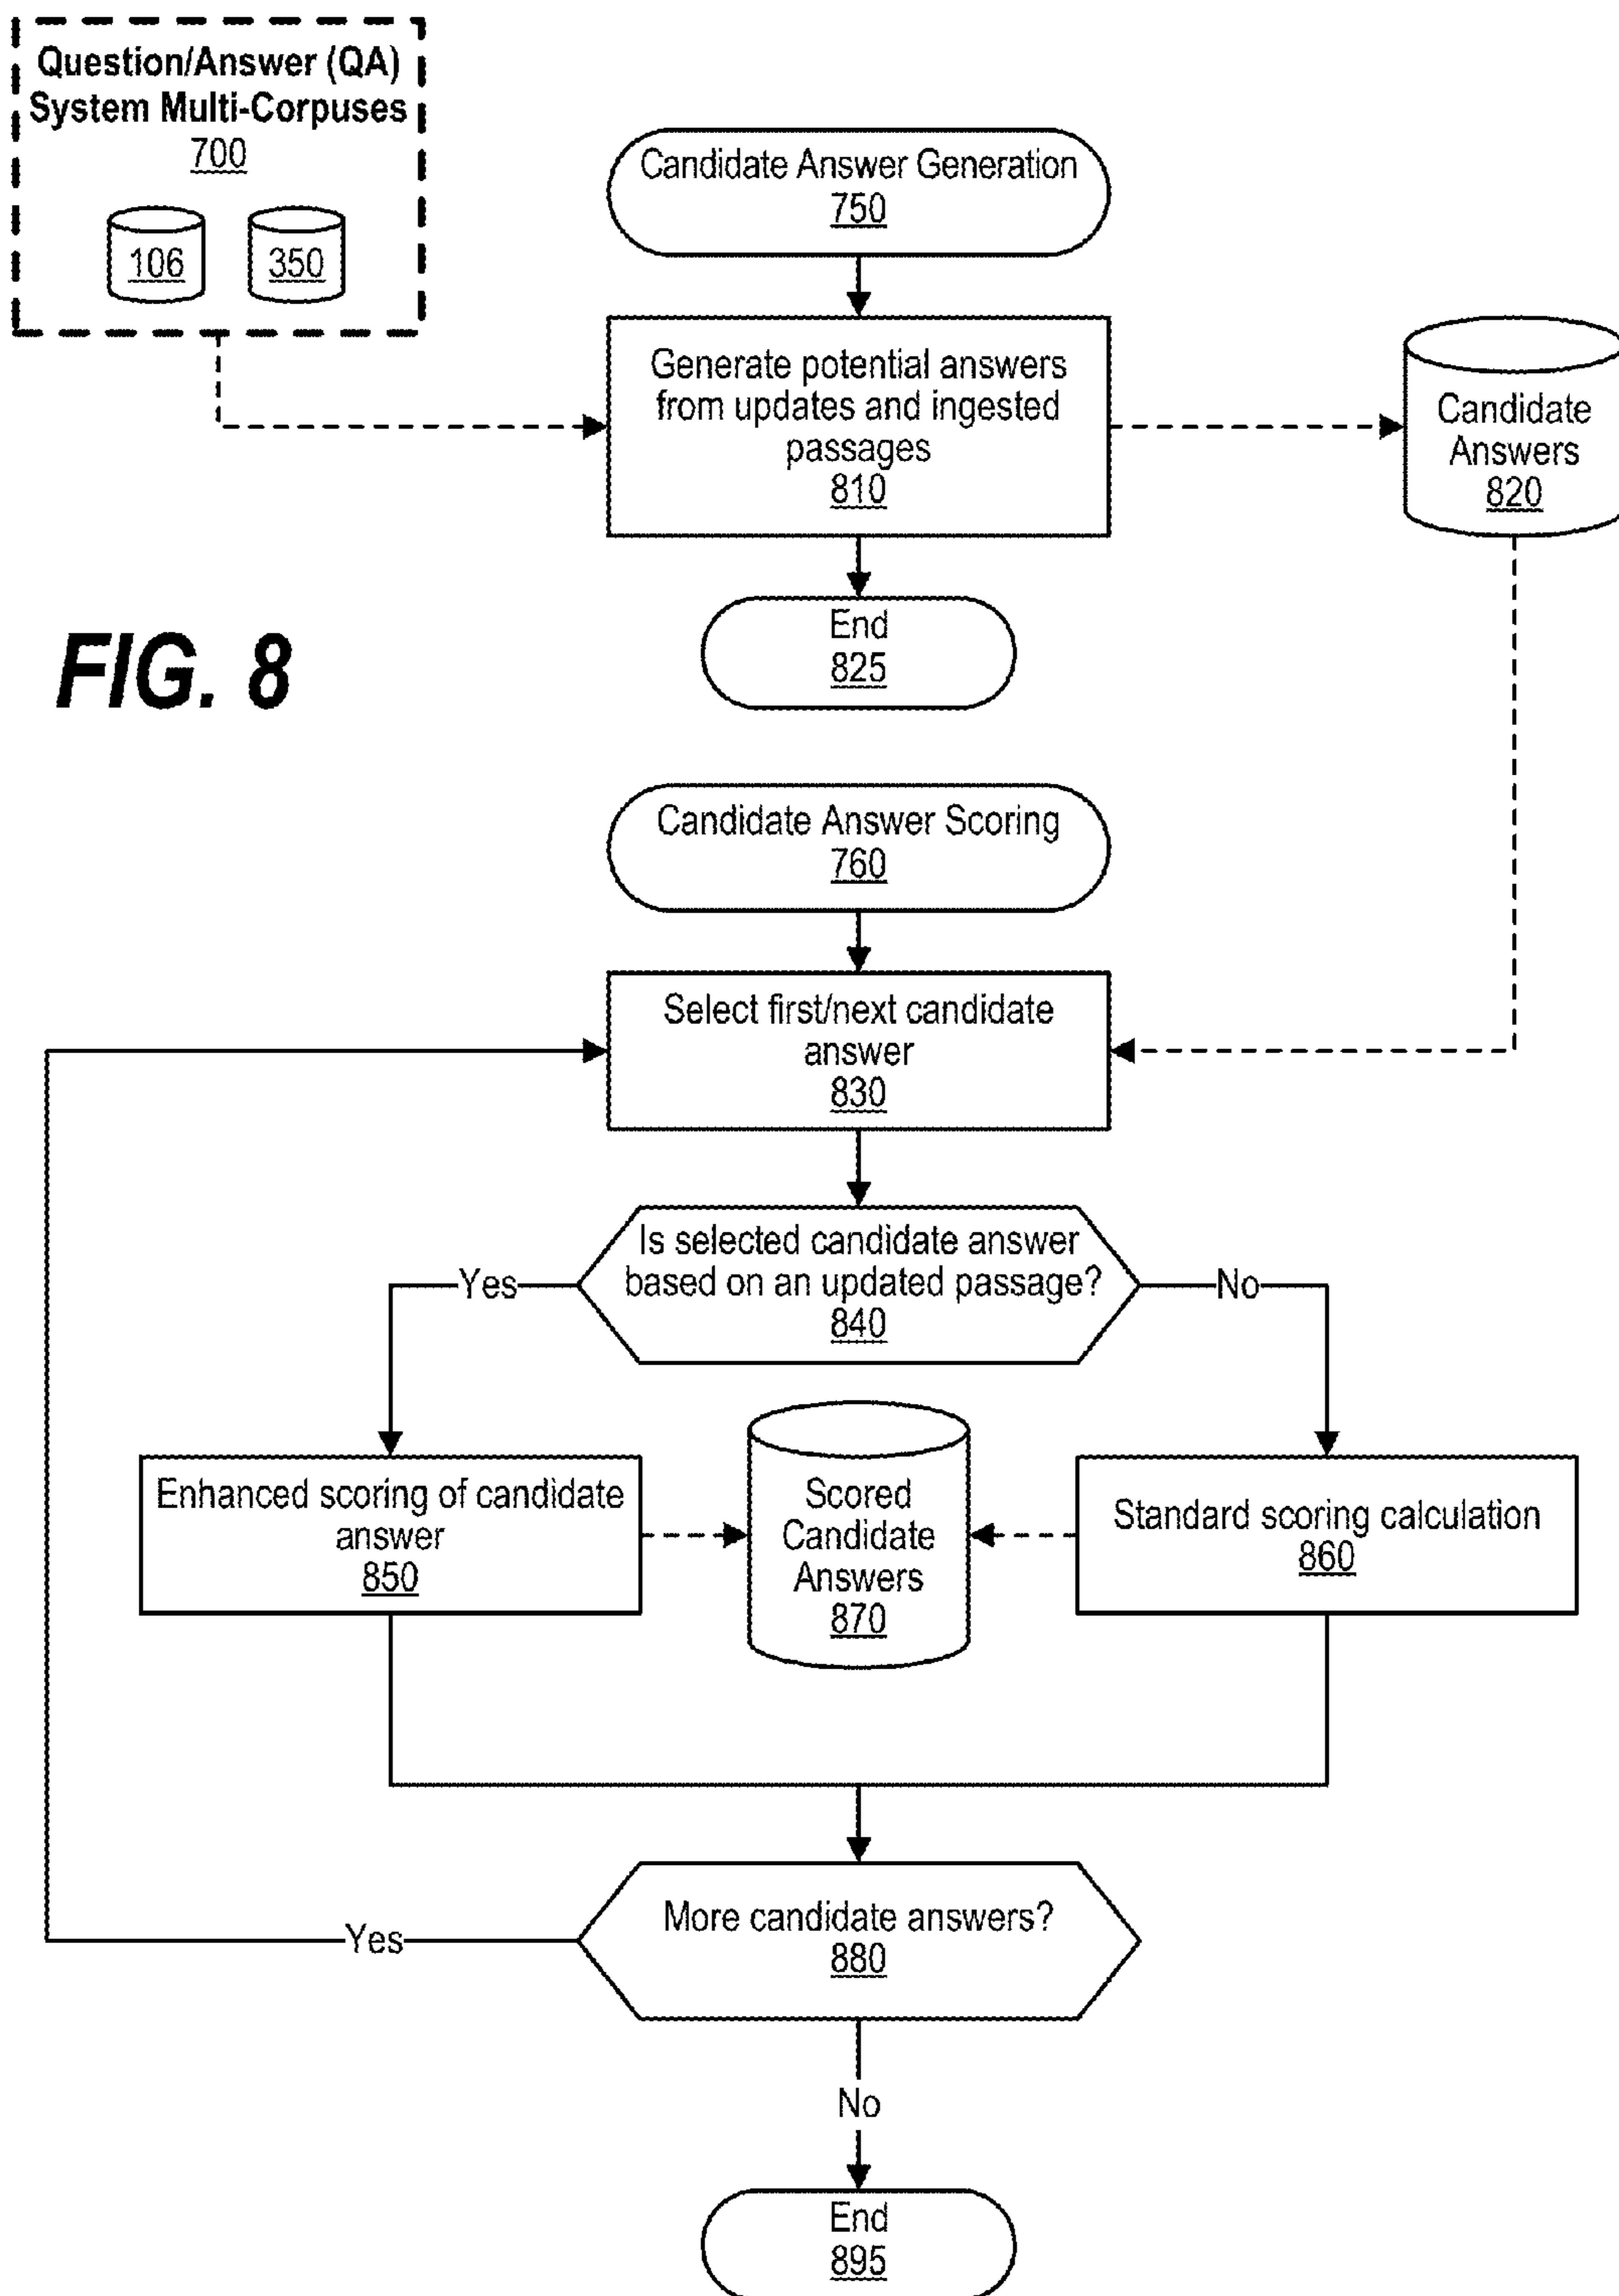 Question/Answer (QA)
System Multi-Corpuses
700
106
350
Candidate Answer Generation
750
Generate potential answers
from updates and ingested
passages
810
Candidate
Answers
820
End
825
FIG. 8
Candidate Answer Scoring
760
Select first/next candidate
answer
830
Is selected candidate answer
based on an updated passage?
840
Yes
No
Enhanced scoring of candidate
answer
850
Scored
Candidate
Answers
870
Standard scoring calculation
860
More candidate answers?
880
Yes
No
End
895